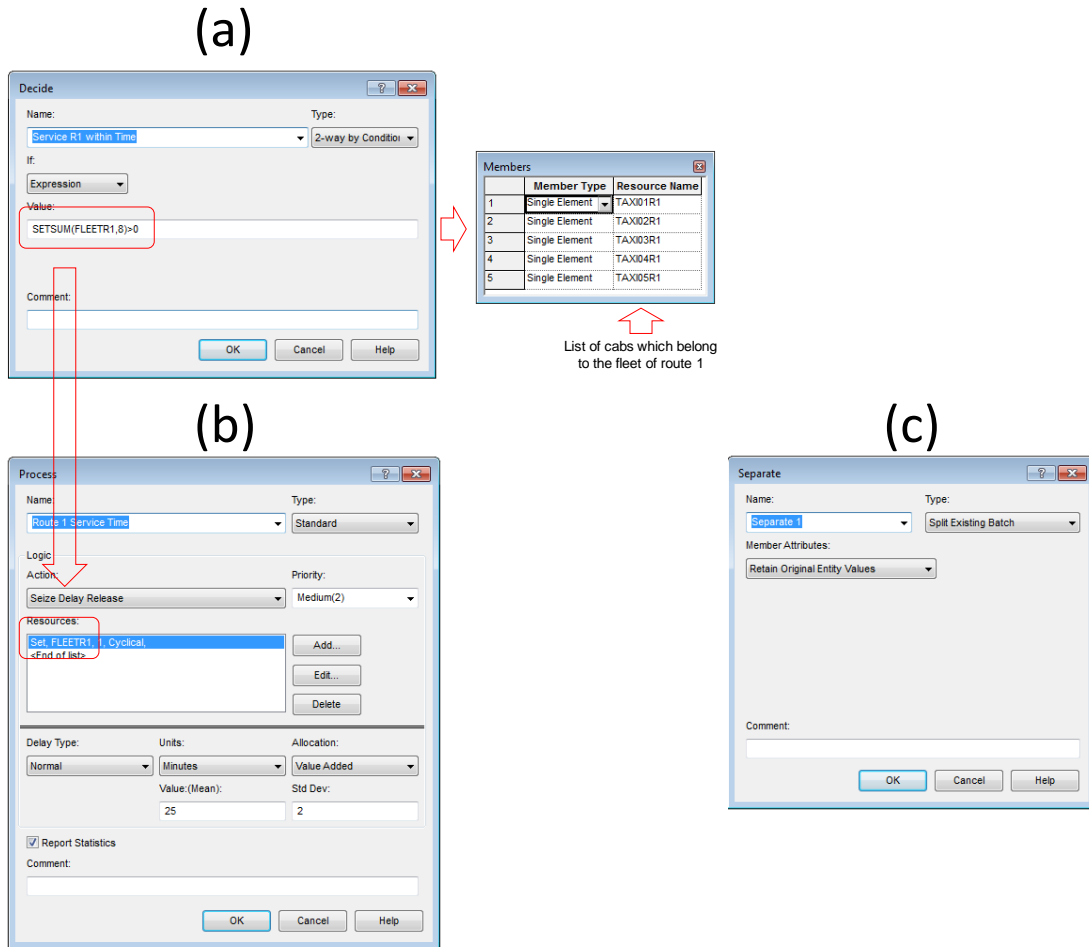 (a)
Decide
Name:
Type:
Service R1 within Time
2-way by Condition
If:
Expression
Value:
SETSUM(FLEETR1,8)>0
Comment:
OK
Cancel
Help
Members
Member Type
Resource Name
1
Single Element
TAXI01R1
2
Single Element
TAXI02R1
3
Single Element
TAXI03R1
4
Single Element
TAXI04R1
5
Single Element
TAXI05R1
List of cabs which belong
to the fleet of route 1
(b)
Process
Name:
Type:
Route 1 Service Time
Standard
Logic
Action:
Priority:
Seize Delay Release
Medium(2)
Resources:
Set, FLEETR1, 1, Cyclical,
<End of list>
Add...
Edit...
Delete
Delay Type:
Units:
Allocation:
Normal
Minutes
Value Added
Value:(Mean):
Std Dev:
25
2
Report Statistics
Comment:
OK
Cancel
Help
(c)
Separate
Name:
Type:
Separate 1
Split Existing Batch
Member Attributes:
Retain Original Entity Values
Comment:
OK
Cancel
Help